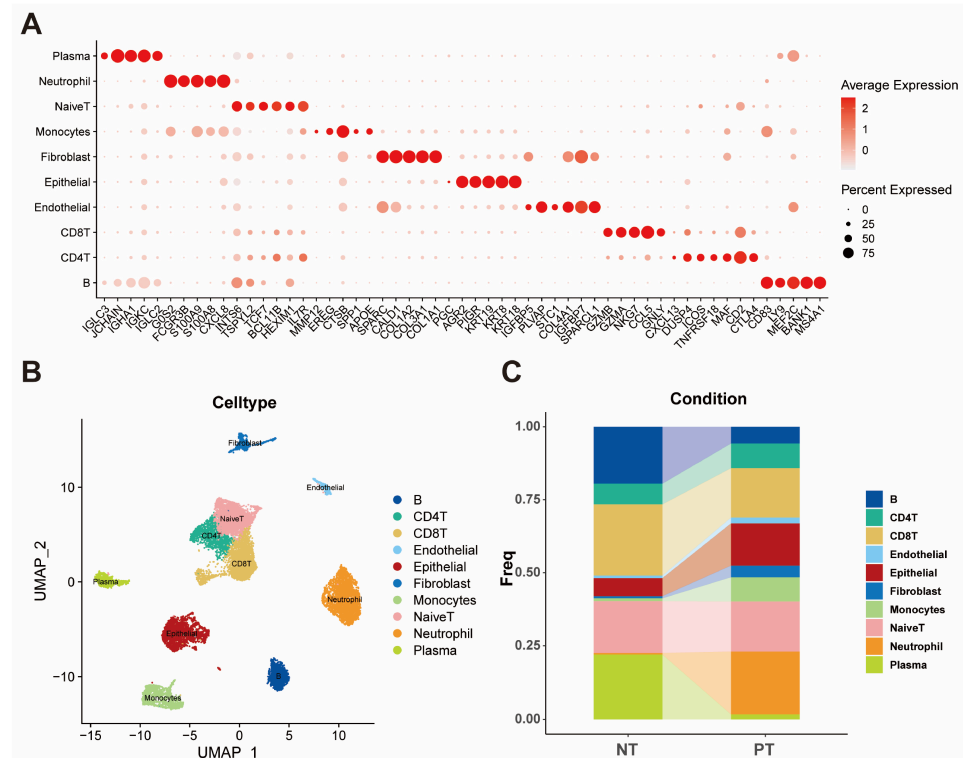 A
Plasma
Neutrophil
NaiveT
Monocytes
Fibroblast
Epithelial
Endothelial
CD8T
CD4T
B
IGLC3
JCHAIN
IGHA1
IGKC
IGLC2
G0S2
FCGR3B
S100A9
S100A8
CXCL8
INTS6
TSPYL2
TCF7
BCL11B
HEXIM1
IL7R
MMP12
EREG
CTSB
SPP1
APOE
SPARC
CALD1
COL1A2
COL3A1
COL1A1
PGC
AGR2
PIGR
KRT19
KRT8
KRT18
IGFBP5
PLVAP
STC1
COL4A1
IGFBP7
SPARCL1
GZMB
GZMA
NKG7
CCL5
GNLY
CXCL13
DUSP4
ICOS
TNFRSF18
MAF
CD2
CTLA4
CD83
LY9
MEF2C
BANK1
MS4A1
Average Expression
2
1
0
Percent Expressed
0
25
50
75
B
Celltype
UMAP_2
10
0
−10
−15
−10
−5
0
5
10
UMAP_1
Fibroblast
Endothelial
NaiveT
CD4T
CD8T
Plasma
Neutrophil
Epithelial
B
Monocytes
B
CD4T
CD8T
Endothelial
Epithelial
Fibroblast
Monocytes
NaiveT
Neutrophil
Plasma
C
Condition
Freq
1.00
0.75
0.50
0.25
0.00
NT
PT
B
CD4T
CD8T
Endothelial
Epithelial
Fibroblast
Monocytes
NaiveT
Neutrophil
Plasma